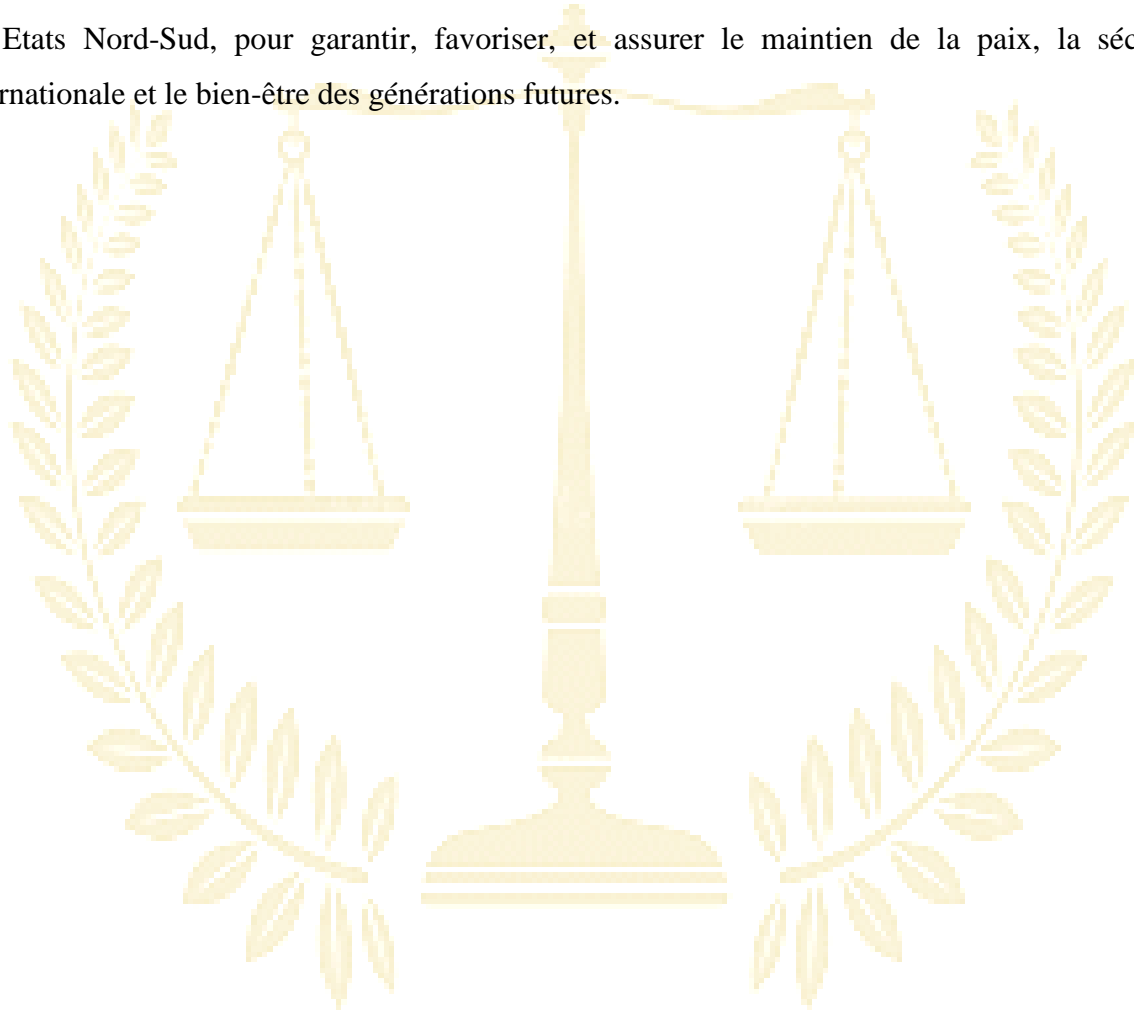 Etats Nord-Sud, pour garantir, favoriser, et assurer le maintien de la paix, la séc
rnationale et le bien-être des générations futures.